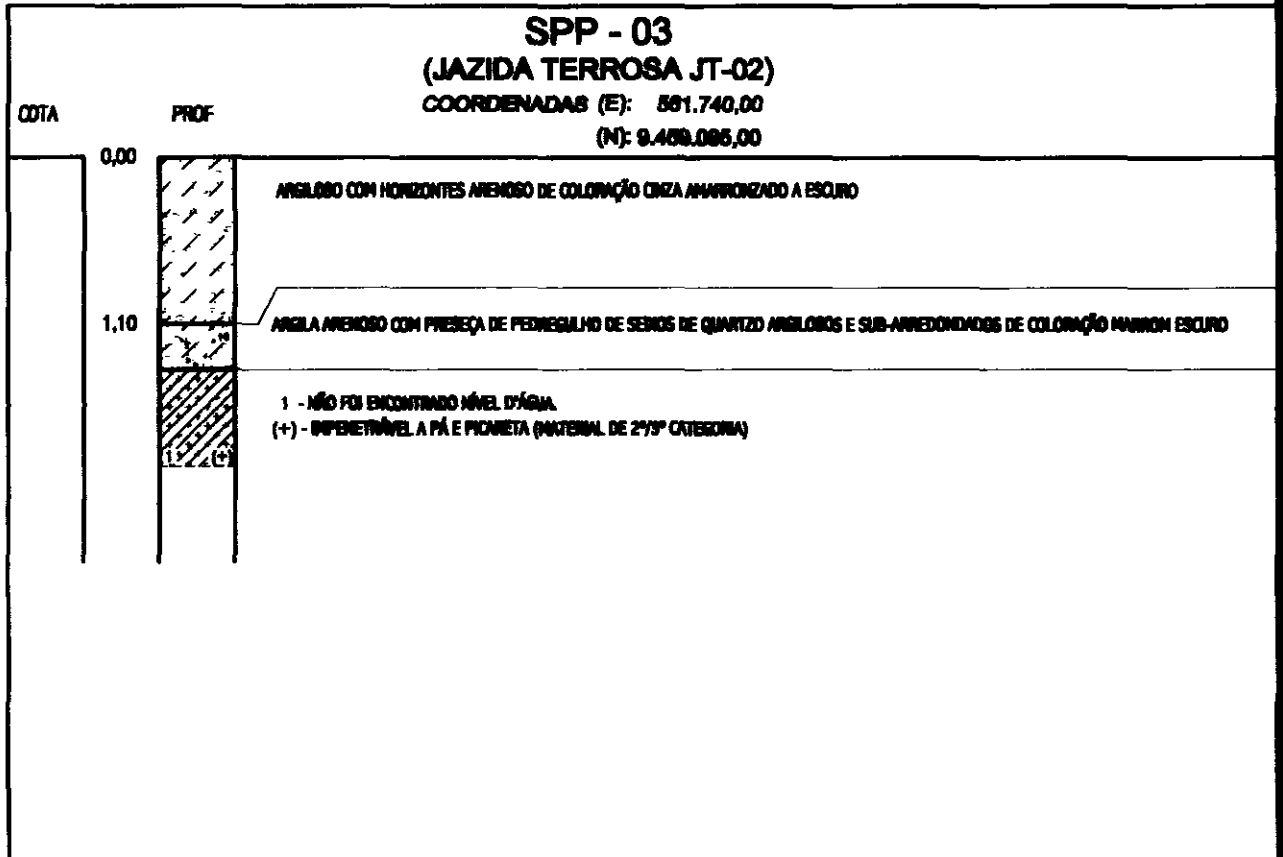 SPP - 03
(JAZIDA TERROSA JT-02)
COORDENADAS (E): 561.740,00
(N): 9.459.095,00
COTA PROF
0,00
ARGILOSO COM HORIZONTES ARENOSO DE COLORAÇÃO CINZA AMARRONZADO A ESCURO
1,10
ARGILA ARENOSO COM PRESEÇA DE PEDREGULHO DE SEIXOS DE QUARTZO ARGILOSOS E SUB-ARREDONDADOS DE COLORAÇÃO MARROM ESCURO
1 - NÃO FOI ENCONTRADO NÍVEL D'ÁGUA.
(+) - IMPENETRÁVEL A PÁ E PICARETA (MATERIAL DE 2ª/3ª CATEGORIA)
1 (+)